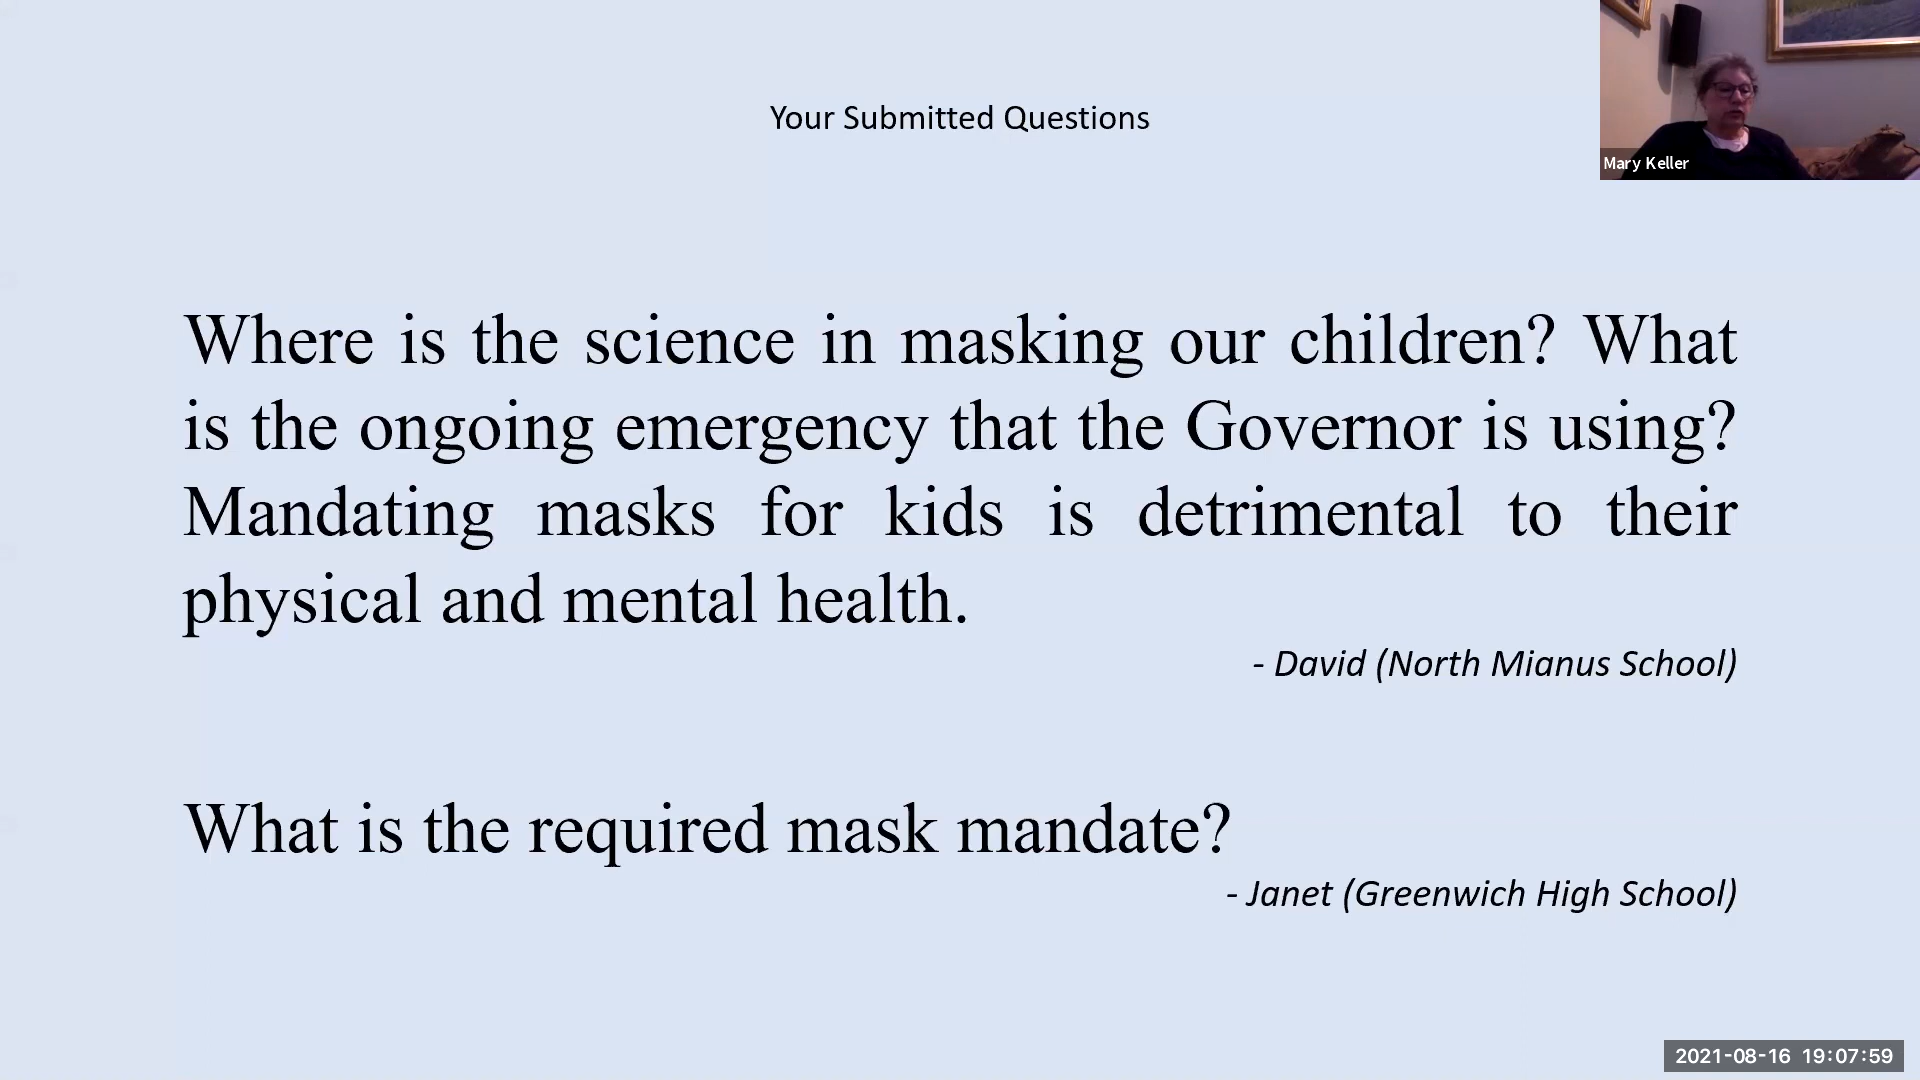 Your Submitted Questions
Mary Keller
Where is the science in masking our children? What
is the ongoing emergency that the Governor is using?
Mandating masks for kids is detrimental to their
physical and mental health.
- David (North Mianus School)
What is the required mask mandate?
- Janet (Greenwich High School)
2021-08-16 19:07:59